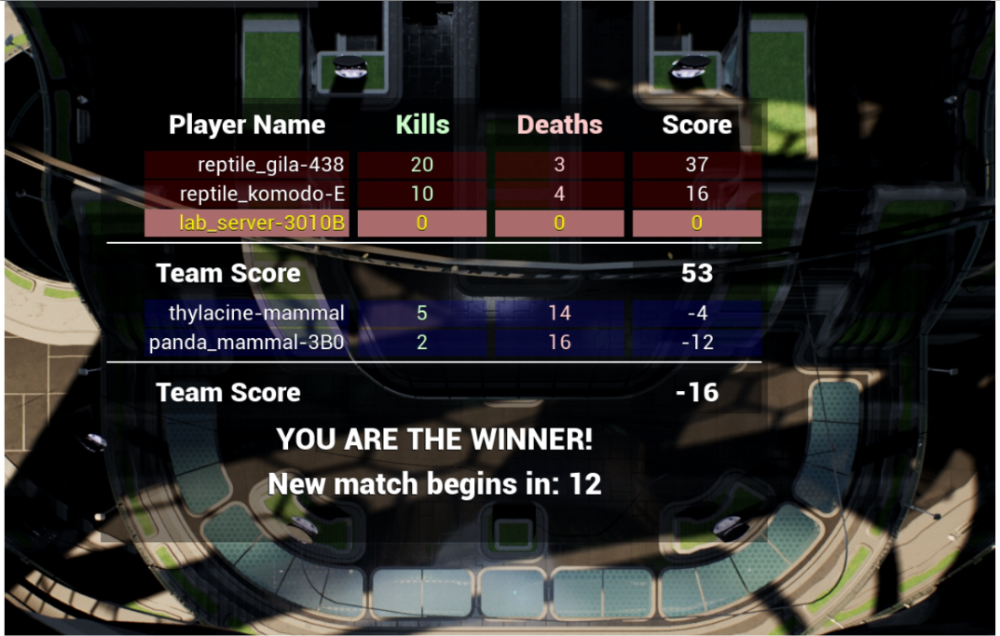 Player Name Kills Deaths Score
reptile_gila-438 20 3 37
reptile_komodo-E 10 4 16
lab_server-3010B 0 0 0
Team Score 53
thylacine-mammal 5 14 -4
panda_mammal-3B0 2 16 -12
Team Score -16
YOU ARE THE WINNER!
New match begins in: 12